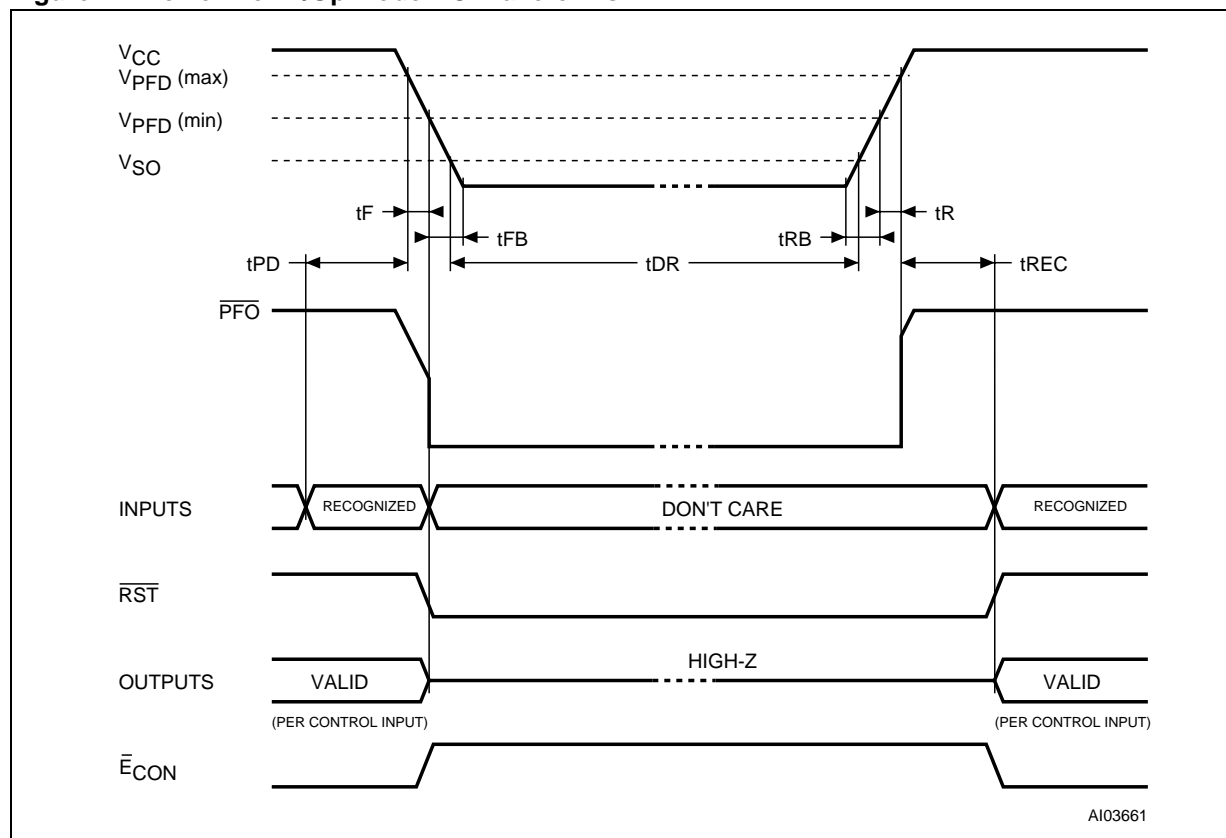 VCC
VPFD (max)
VPFD (min)
VSO
tF
tR
tFB
tRB
tPD
tDR
tREC
PFO
INPUTS
RECOGNIZED
DON'T CARE
RECOGNIZED
RST
HIGH-Z
OUTPUTS
VALID
VALID
(PER CONTROL INPUT)
(PER CONTROL INPUT)
ECON
AI03661